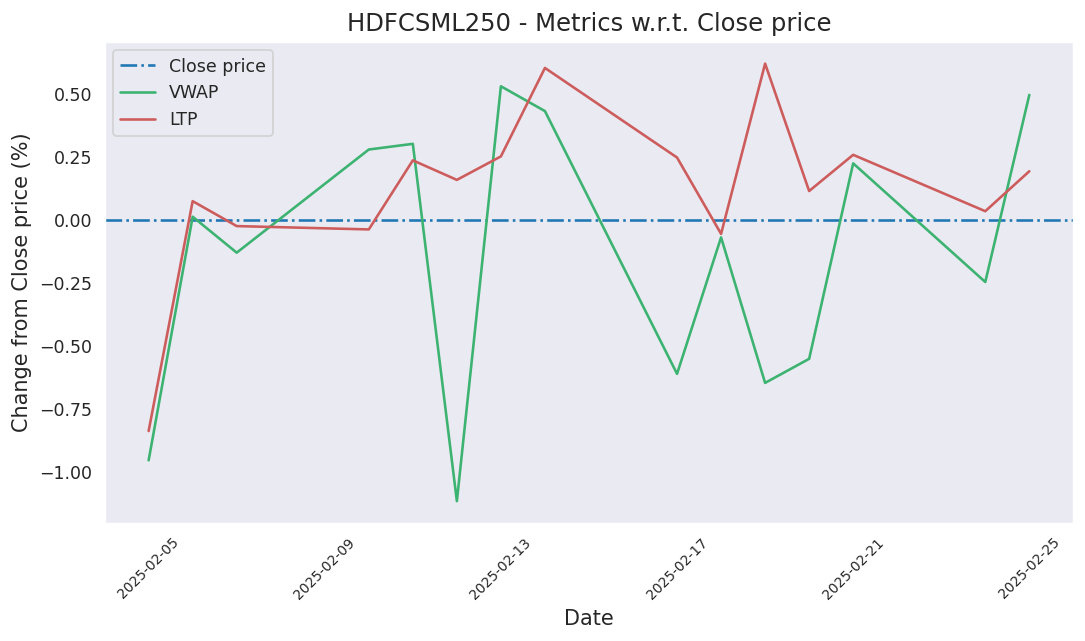 HDFCSML250 - Metrics w.r.t. Close price
Close price
VWAP
LTP
Change from Close price (%)
0.50
0.25
0.00
−0.25
−0.50
−0.75
−1.00
2025-02-05
2025-02-09
2025-02-13
2025-02-17
2025-02-21
2025-02-25
Date